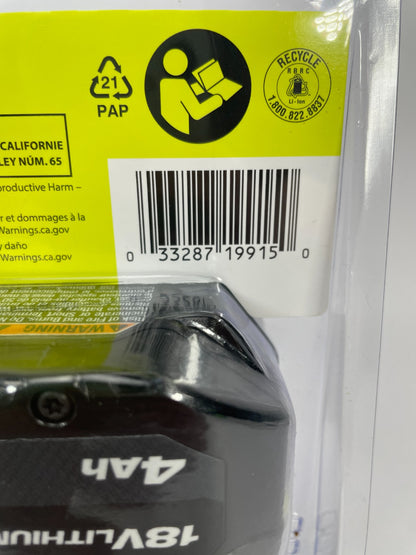 RECYCLE
RBRC
Li-Ion
1.800.822.8837
21
PAP
CALIFORNIE
LEY NÚM. 65
productive Harm –
r et dommages à la
Warnings.ca.gov
y daño
Warnings.ca.gov
0 33287 19915 0
WARNING
4Ah
18V LITHIUM